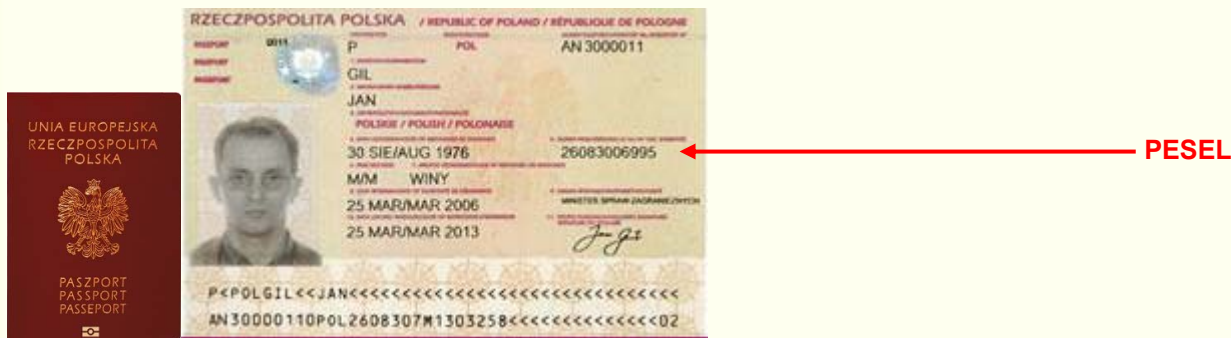 UNIA EUROPEJSKA
RZECZPOSPOLITA
POLSKA
PASZPORT
PASSPORT
PASSEPORT
RZECZPOSPOLITA POLSKA / REPUBLIC OF POLAND / RÉPUBLIQUE DE POLOGNE
P POL AN 3000011
GIL
JAN
POLSKIE / POLISH / POLONAISE
30 SIE/AUG 1976 26083006995
M/M WINY
25 MAR/MAR 2006 MINISTER SPRAW ZAGRANICZNYCH
25 MAR/MAR 2013
P<POLGIL<<JAN<<<<<<<<<<<<<<<<<<<<<<<<<<<<<<<
AN30000110POL2608307M1303258<<<<<<<<<<<<<<02
PESEL